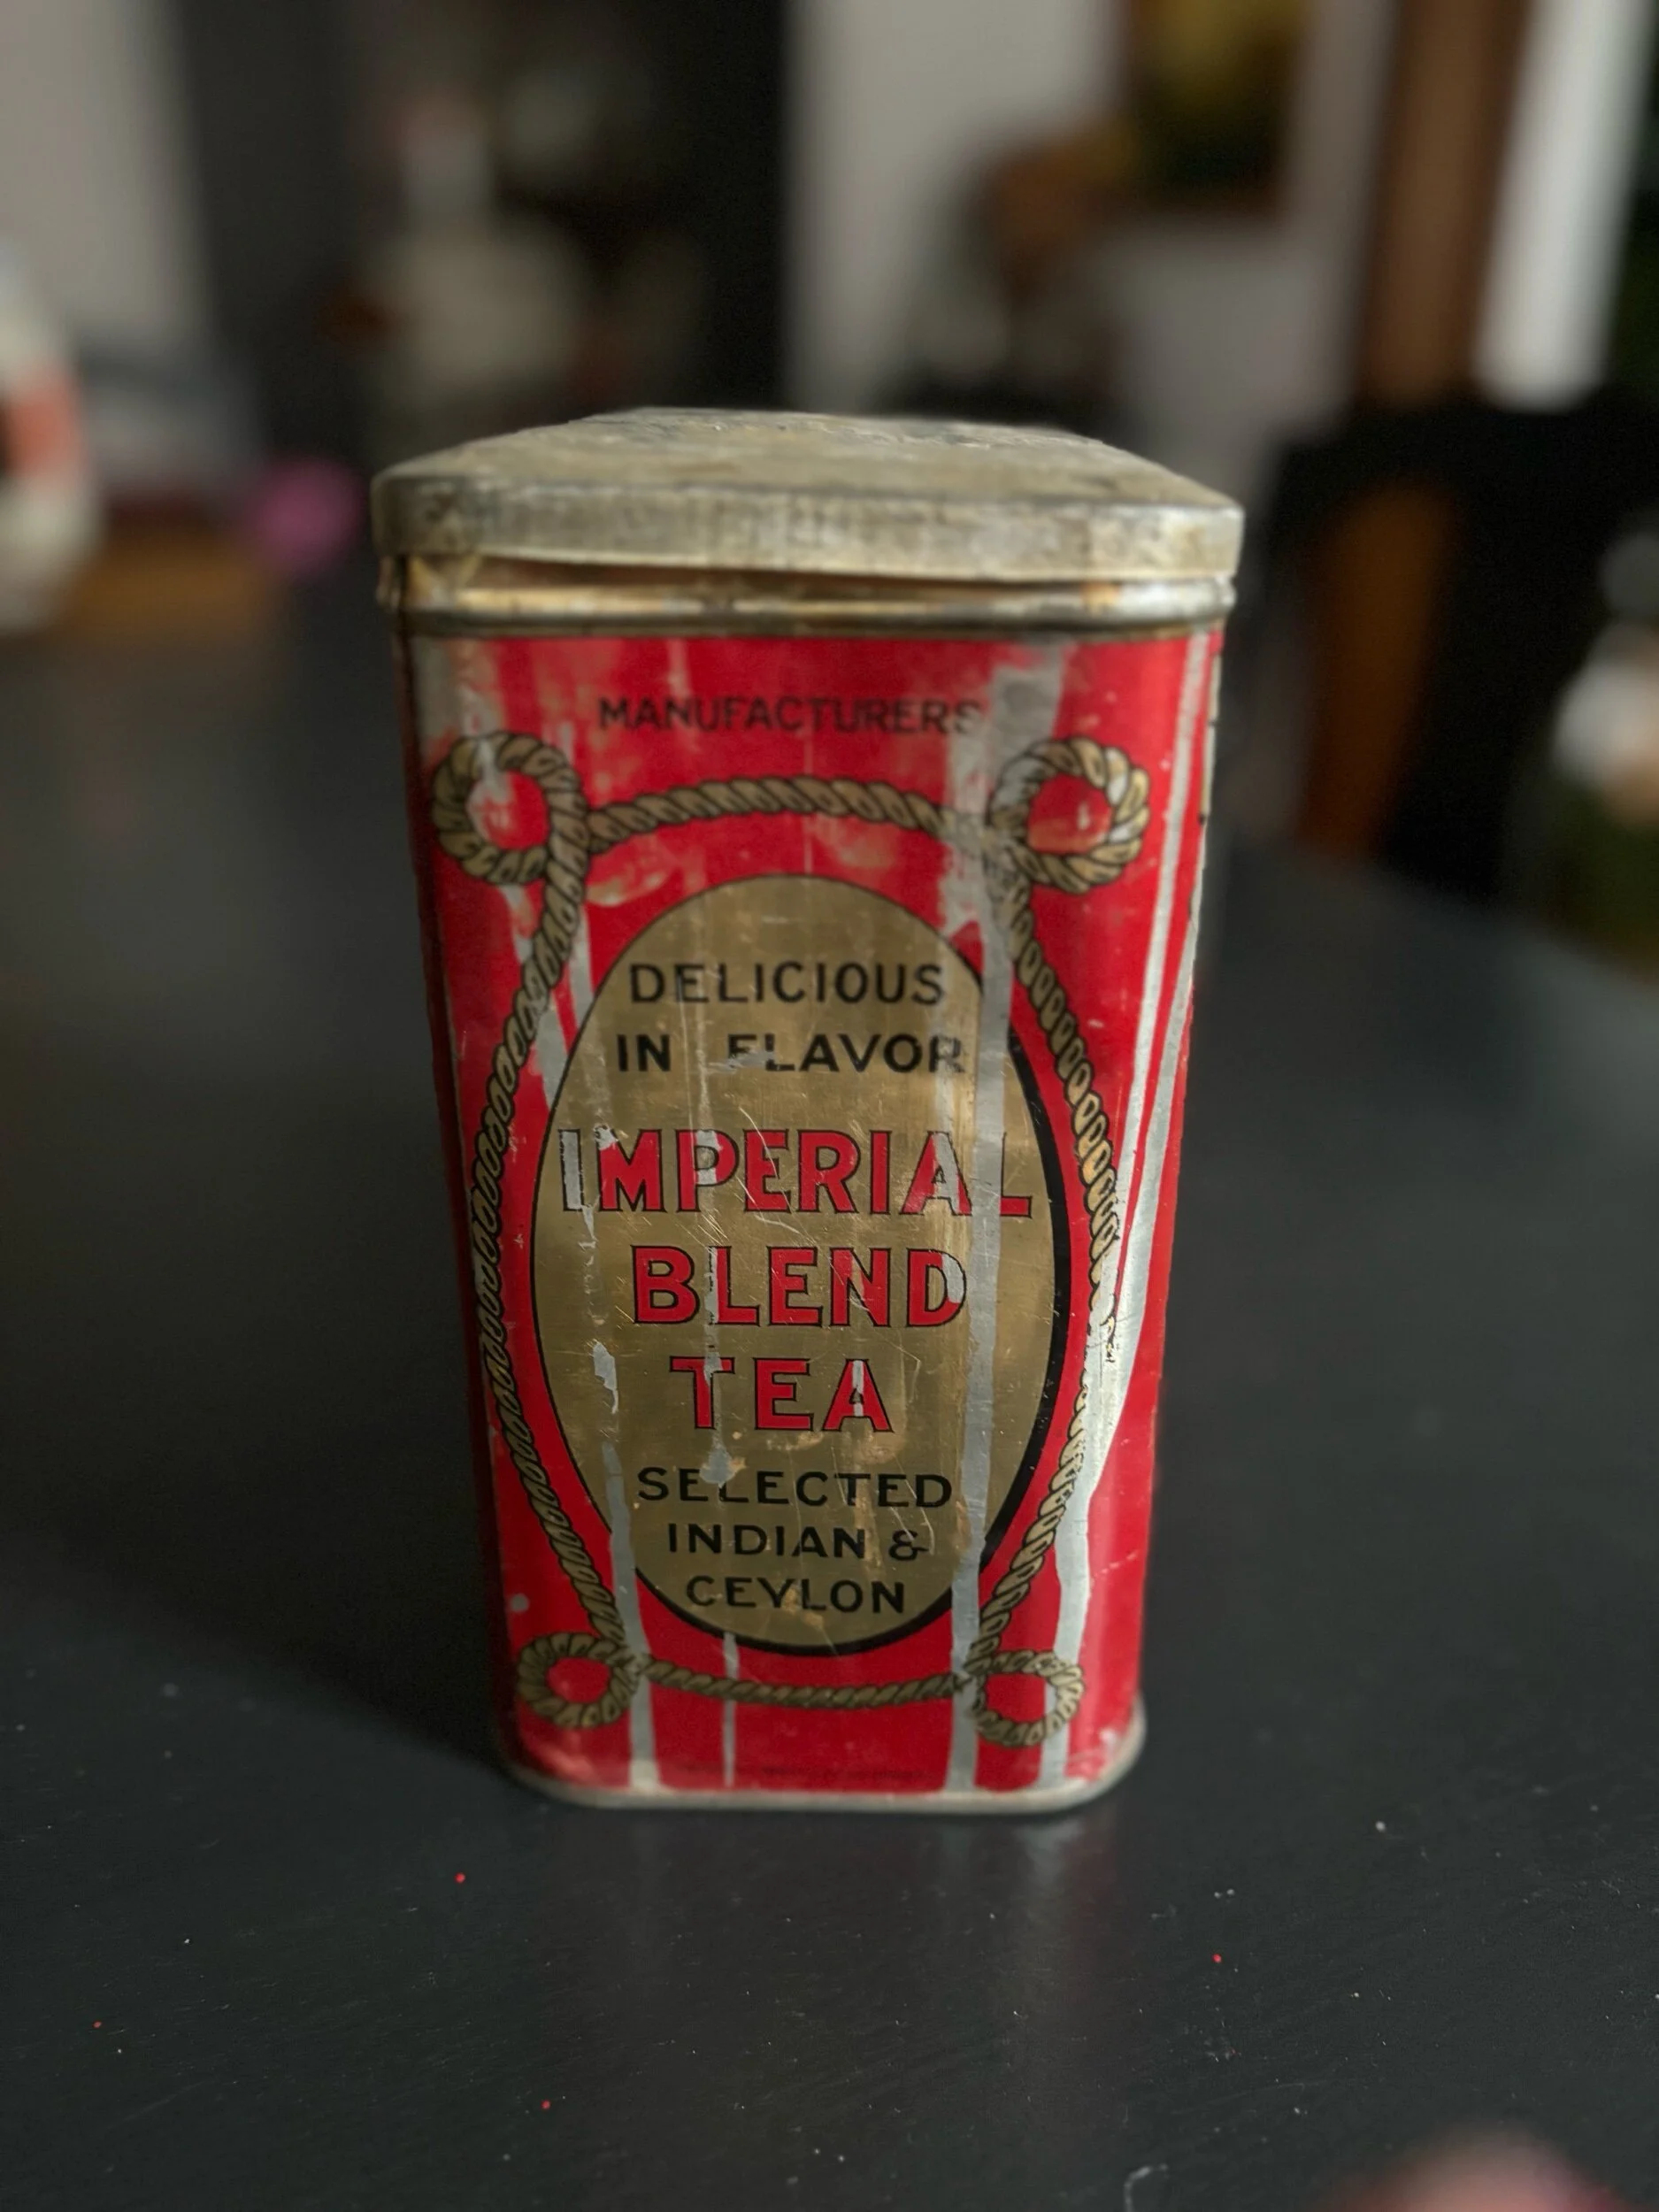 MANUFACTURERS
DELICIOUS
IN FLAVOR
IMPERIAL
BLEND
TEA
SELECTED
INDIAN &
CEYLON